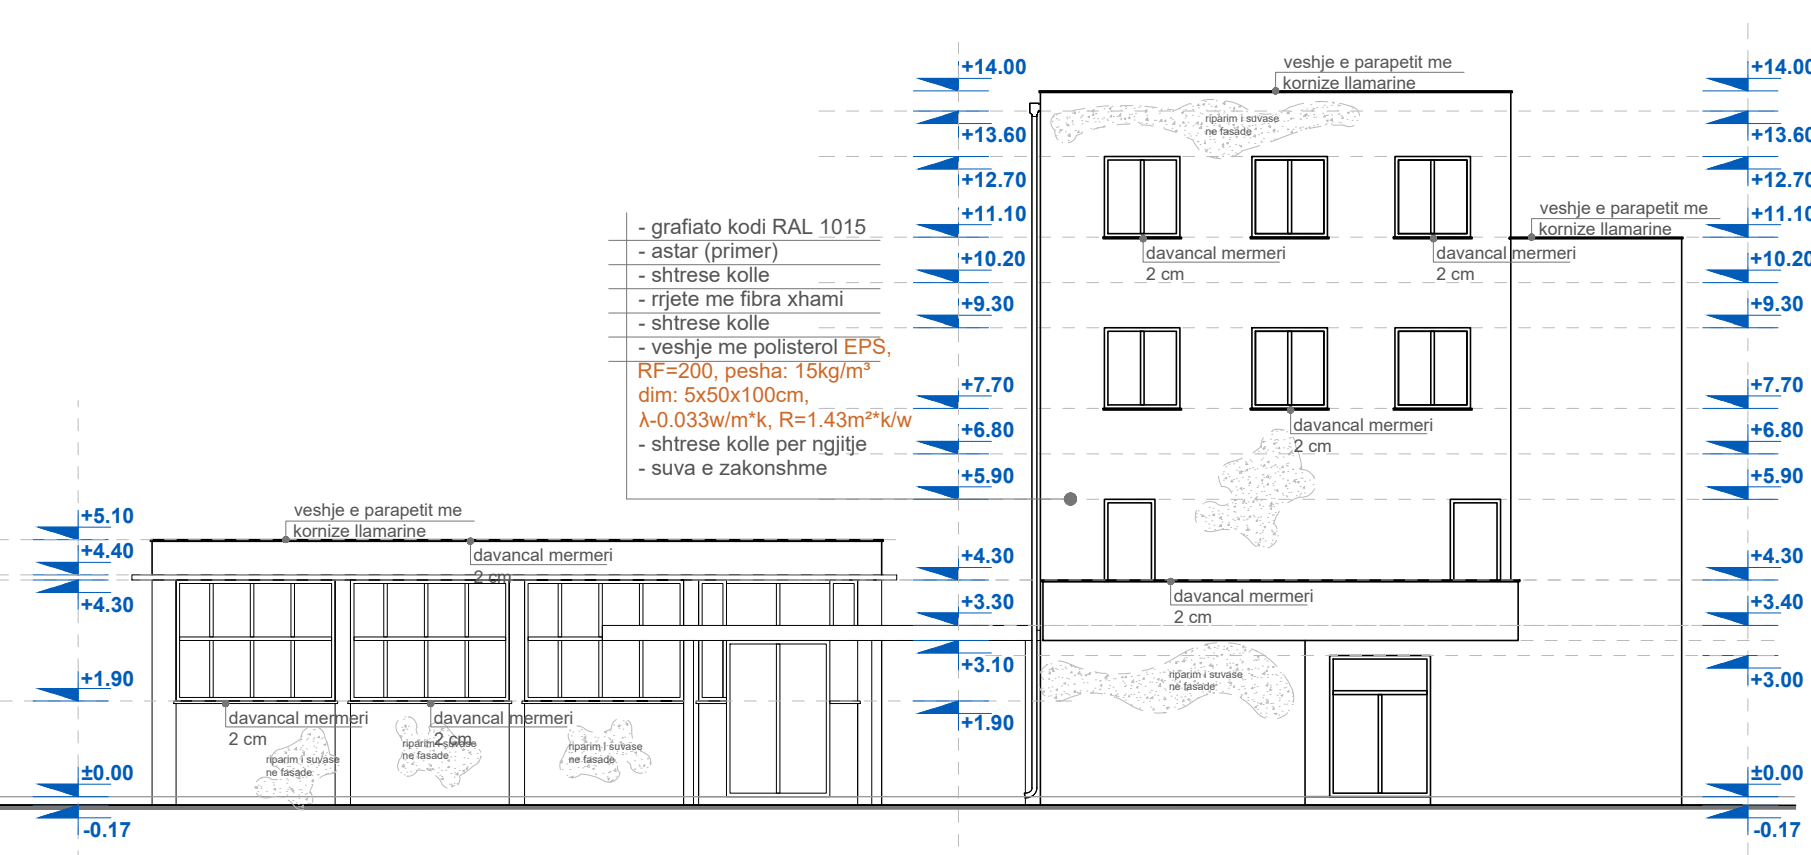 veshje e parapetit me
kornize llamarine
+14.00
+14.00
riparim i suvase
ne fasade
+13.60
+13.60
+12.70
+12.70
+11.10
+11.10
veshje e parapetit me
kornize llamarine
davancal mermeri
2 cm
davancal mermeri
2 cm
+10.20
+10.20
+9.30
+9.30
- grafiato kodi RAL 1015
- astar (primer)
- shtrese kolle
- rrjete me fibra xhami
- shtrese kolle
- veshje me polisterol EPS,
RF=200, pesha: 15kg/m³
dim: 5x50x100cm,
λ-0.033w/m*k, R=1.43m²*k/w
- shtrese kolle per ngjitje
- suva e zakonshme
+7.70
+7.70
davancal mermeri
2 cm
+6.80
+6.80
+5.90
+5.90
veshje e parapetit me
kornize llamarine
+5.10
+4.40
+4.30
davancal mermeri
2 cm
+4.30
+4.30
davancal mermeri
2 cm
+3.30
+3.40
+3.10
+3.00
riparim i suvase
ne fasade
+1.90
+1.90
davancal mermeri
2 cm
davancal mermeri
2 cm
riparim i suvase
ne fasade
riparim i suvase
ne fasade
riparim i suvase
ne fasade
±0.00
±0.00
-0.17
-0.17